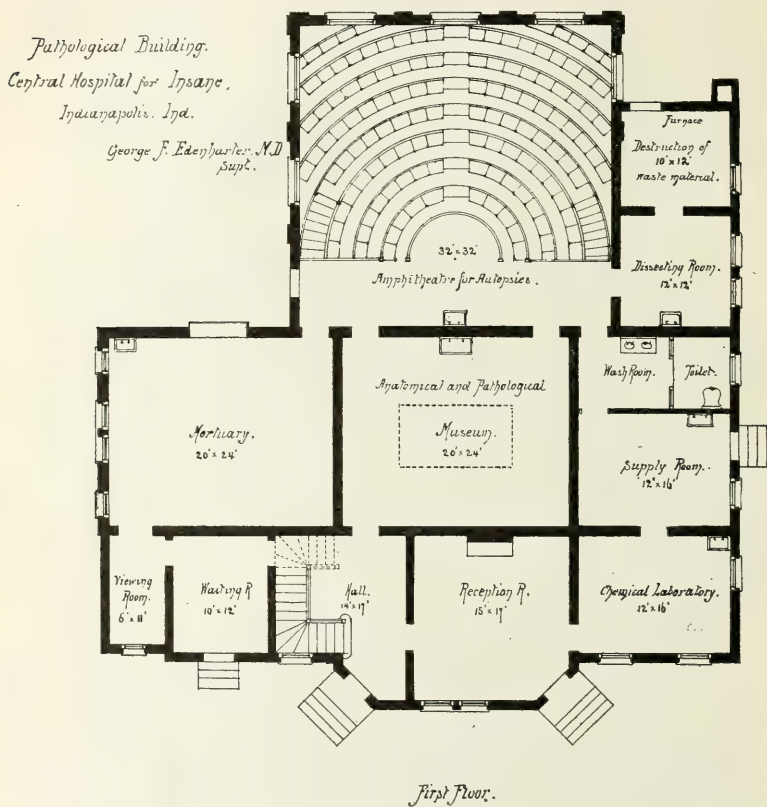 Pathological Building.
Central Hospital for Insane,
Indianapolis. Ind.
George F. Edenharter. M.D
Supt.
Furnace
Destruction of
10' x 12'
waste material.
32' x 32'
Amphitheatre for Autopsies.
Dissecting Room.
12' x 12'
Wash Room.
Toilet.
Anatomical and Pathological
Museum.
20' x 24'
Mortuary.
20' x 24'
Supply Room.
12' x 16'
Viewing
Room.
6' x 11'
Waiting R
10' x 12'
Hall.
14' x 17'
Reception R.
15' x 17'
Chemical Laboratory.
12' x 16'
First Floor.